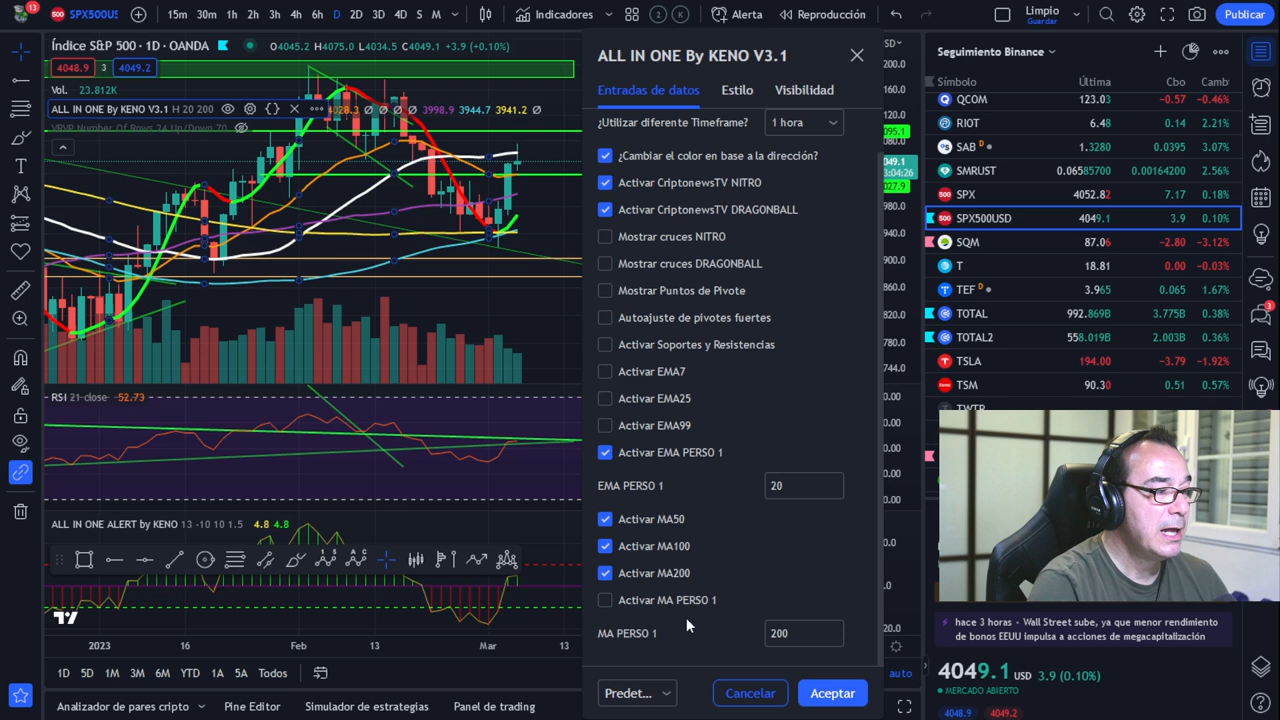 13
SPX500US
15m 30m 1h 2h 3h 4h 6h D 2D 3D 4D S M
Indicadores
2 K
Alerta
Reproducción
Limpio
Guardar
Publicar
Índice S&P 500 · 1D · OANDA
O4045.2 H4075.0 L4034.5 C4049.1 +3.9 (+0.10%)
4048.9 3 4049.2
Vol. 23.812K
ALL IN ONE By KENO V3.1 H 20 200
4028.3 Ø Ø Ø Ø 3998.9 3944.7 3941.2 Ø
VRVP Number Of Rows 24 Up/Down 70
RSI 21 close 52.73
ALL IN ONE ALERT by KENO 13 -10 10 1.5 4.8 4.8
2023 16 Feb 13 Mar 13
1D 5D 1M 3M 6M YTD 1A 5A Todos
Analizador de pares cripto
Pine Editor
Simulador de estrategias
Panel de trading
ALL IN ONE By KENO V3.1
Entradas de datos
Estilo
Visibilidad
¿Utilizar diferente Timeframe?
1 hora
¿Cambiar el color en base a la dirección?
Activar CriptonewsTV NITRO
Activar CriptonewsTV DRAGONBALL
Mostrar cruces NITRO
Mostrar cruces DRAGONBALL
Mostrar Puntos de Pivote
Autoajuste de pivotes fuertes
Activar Soportes y Resistencias
Activar EMA7
Activar EMA25
Activar EMA99
Activar EMA PERSO 1
EMA PERSO 1
20
Activar MA50
Activar MA100
Activar MA200
Activar MA PERSO 1
MA PERSO 1
200
Predet...
Cancelar
Aceptar
auto
Seguimiento Binance
Símbolo Última Cbo Camb
QCOM 123.03 -0.57 -0.46%
RIOT 6.48 0.14 2.21%
SAB D 1.3280 0.0395 3.07%
SMRUST 0.06585700 0.00164200 2.56%
SPX 4052.82 7.17 0.18%
SPX500USD 4049.1 3.9 0.10%
SQM 87.06 -2.80 -3.12%
T 18.81 0.00 -0.03%
TEF D 3.965 0.065 1.67%
TOTAL 992.869B 3.775B 0.38%
TOTAL2 558.019B 2.003B 0.36%
TSLA 194.00 -3.79 -1.92%
TSM 90.30 0.51 0.57%
TWTR
hace 3 horas · Wall Street sube, ya que menor rendimiento
de bonos EEUU impulsa a acciones de megacapitalización
4049.1 USD 3.9 (0.10%)
MERCADO ABIERTO
4048.9 4049.2